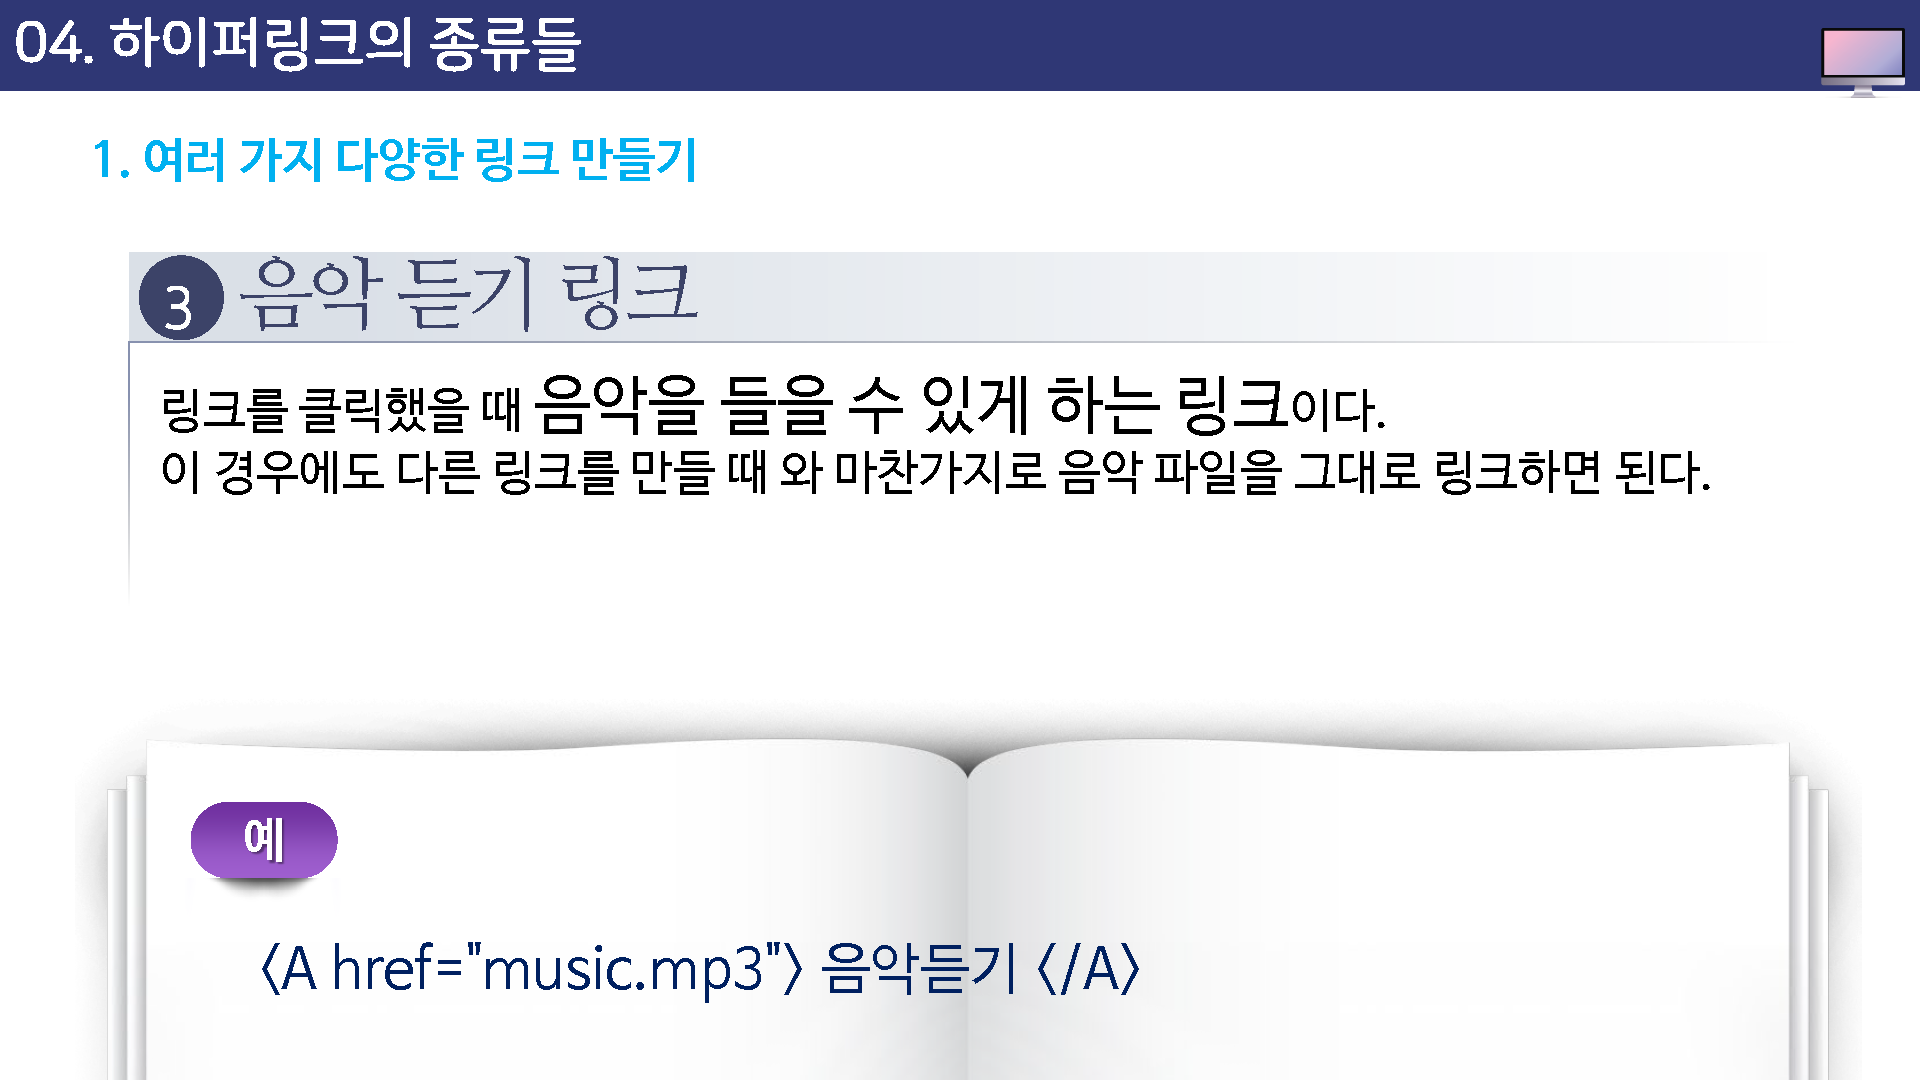 04. 하이퍼링크의 종류들
1. 여러 가지 다양한 링크 만들기
3 음악 듣기 링크
링크를 클릭했을 때 음악을 들을 수 있게 하는 링크이다.
이 경우에도 다른 링크를 만들 때 와 마찬가지로 음악 파일을 그대로 링크하면 된다.
예
<A href="music.mp3"> 음악듣기 </A>